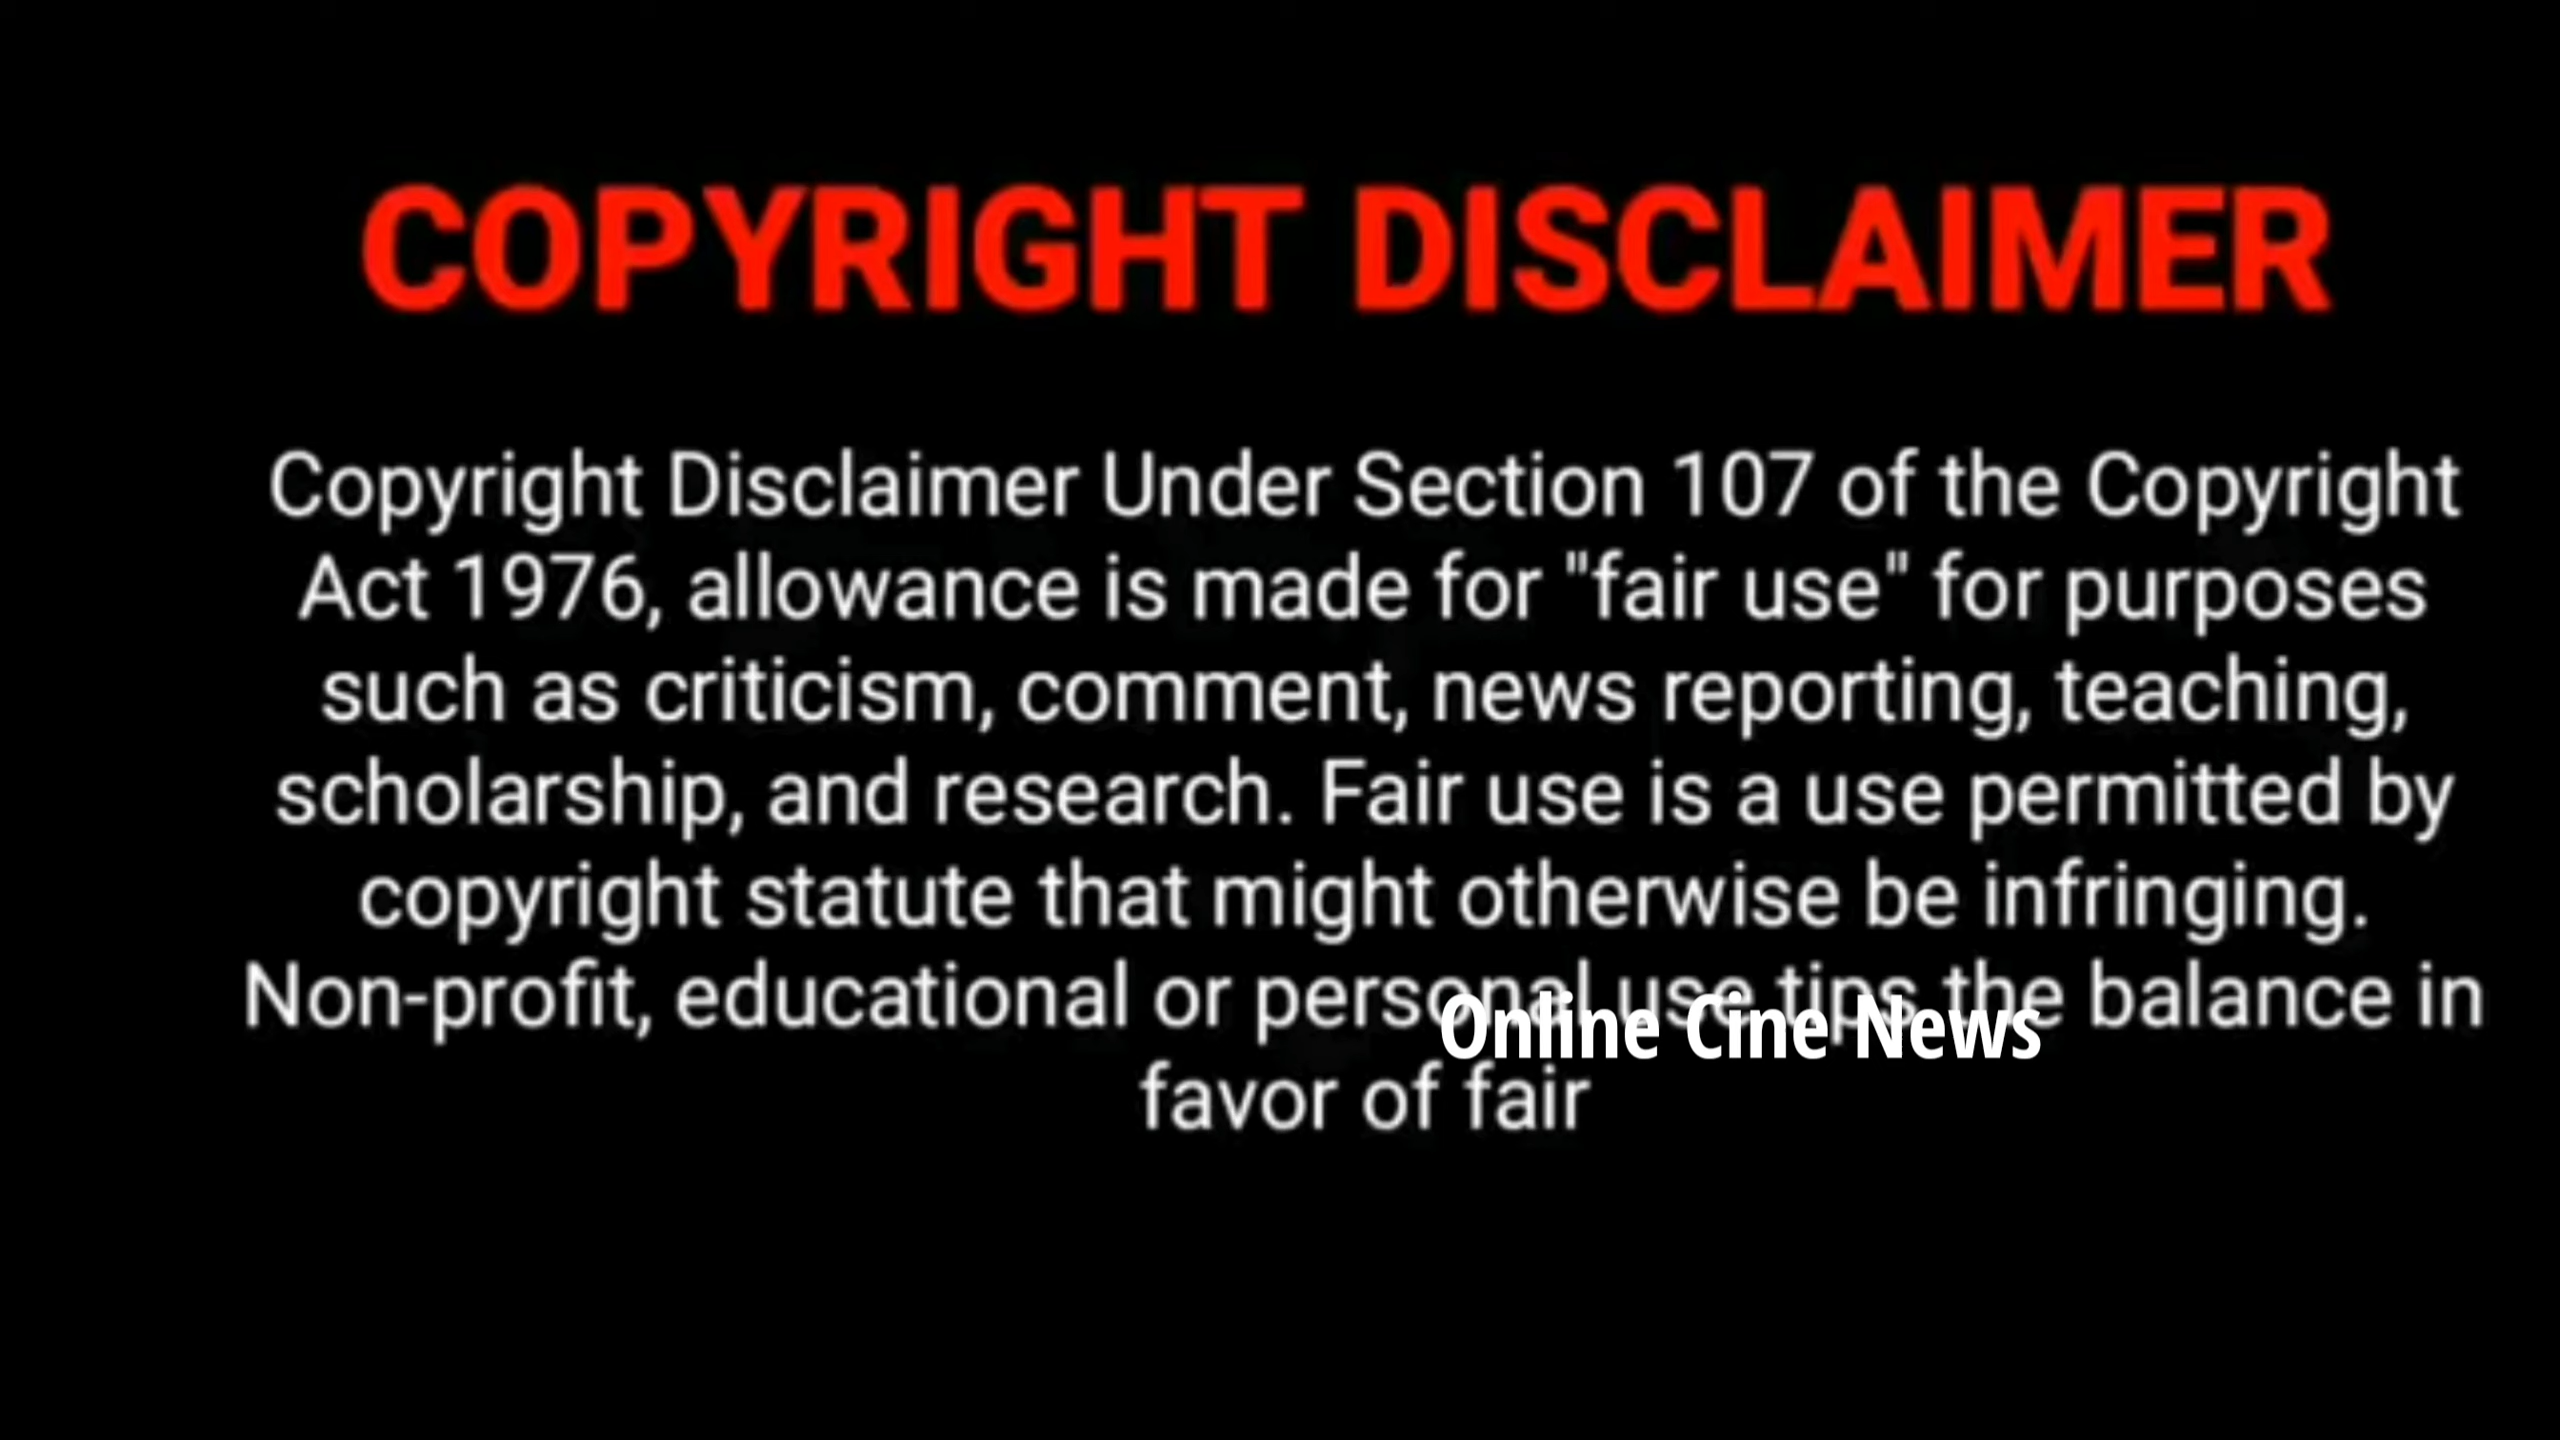 COPYRIGHT DISCLAIMER
Copyright Disclaimer Under Section 107 of the Copyright
Act 1976, allowance is made for "fair use" for purposes
such as criticism, comment, news reporting, teaching,
scholarship, and research. Fair use is a use permitted by
copyright statute that might otherwise be infringing.
Non-profit, educational or personal use tips the balance in
Online Cine News
favor of fair